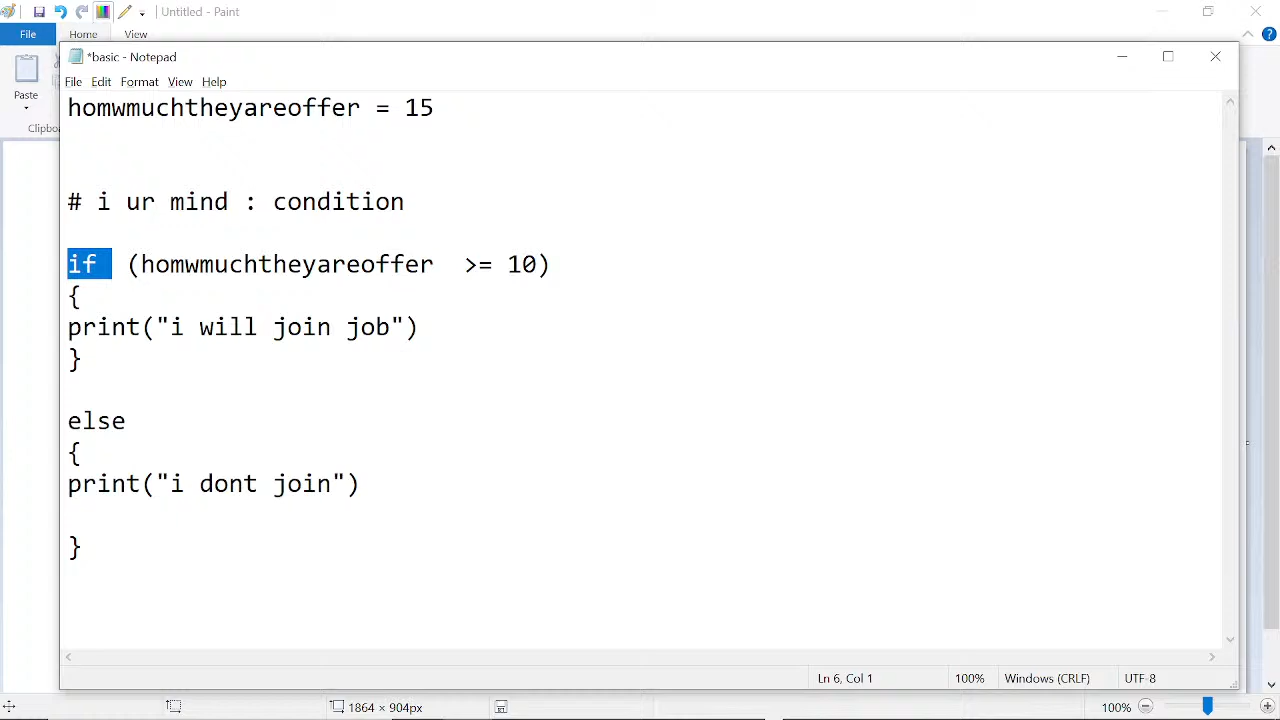 Untitled - Paint
File Home View
*basic - Notepad
File Edit Format View Help
Paste
homwmuchtheyareoffer = 15
# i ur mind : condition
if (homwmuchtheyareoffer  >= 10)
{
print("i will join job")
}
else
{
print("i dont join")
}
Ln 6, Col 1 100% Windows (CRLF) UTF-8
1864 × 904px 100%